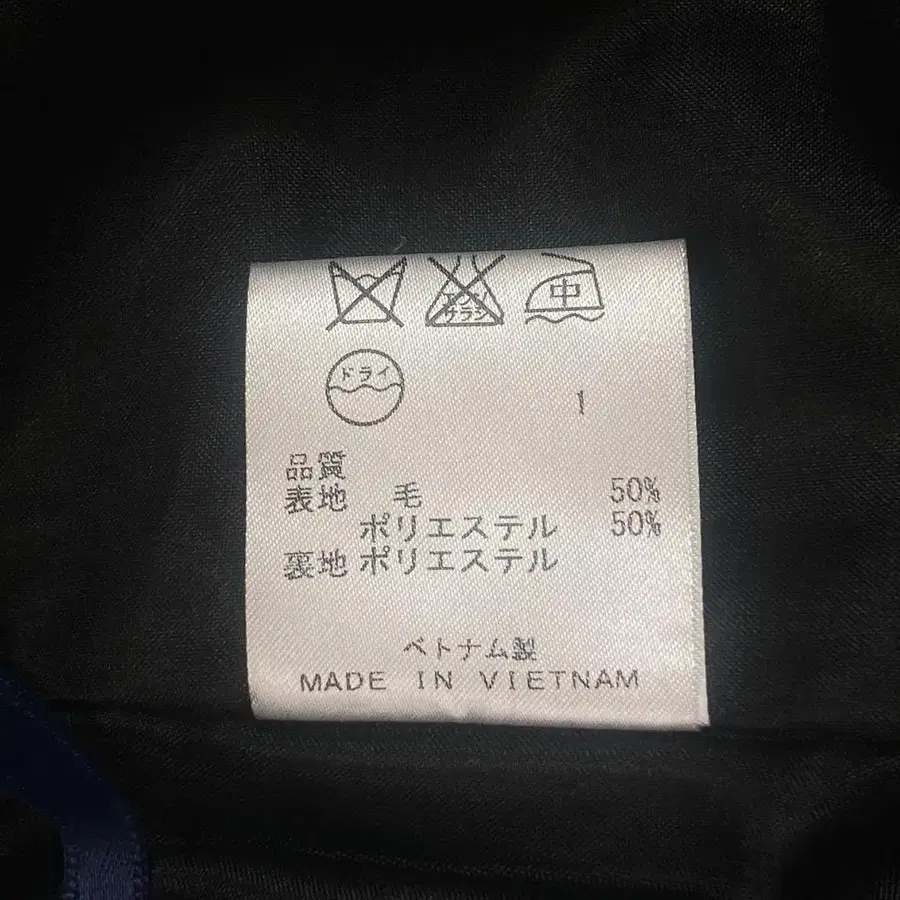 エンソ
サラシ
中
ドライ
1
品質
表地 毛 50%
ポリエステル 50%
裏地 ポリエステル
ベトナム製
MADE IN VIETNAM